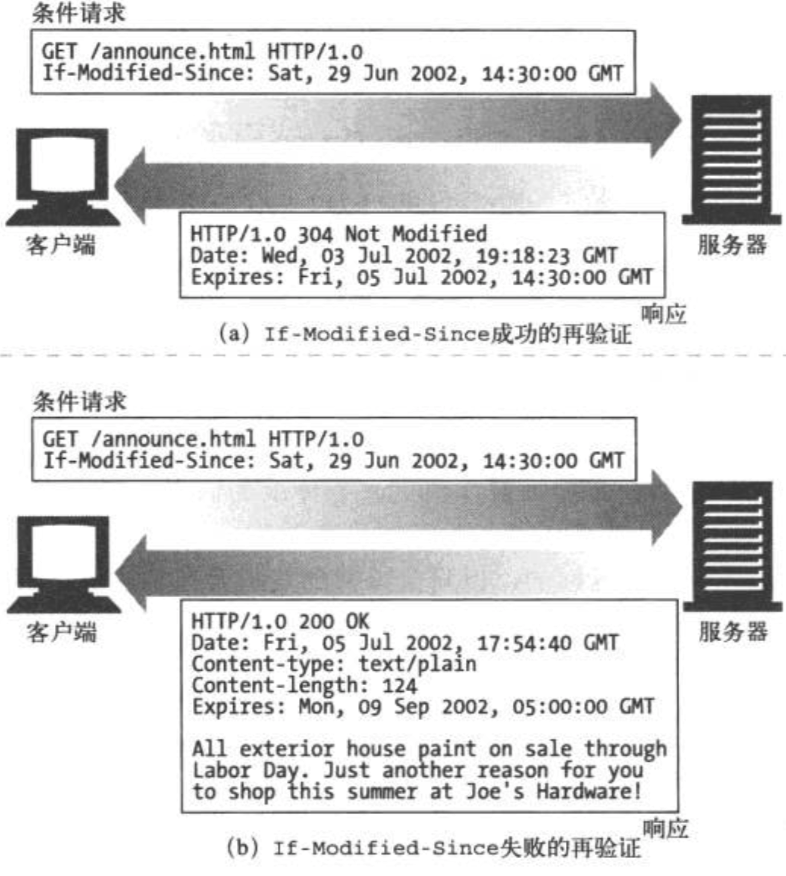 条件请求
GET /announce.html HTTP/1.0
If-Modified-Since: Sat, 29 Jun 2002, 14:30:00 GMT
客户端
服务器
HTTP/1.0 304 Not Modified
Date: Wed, 03 Jul 2002, 19:18:23 GMT
Expires: Fri, 05 Jul 2002, 14:30:00 GMT
响应
(a) If-Modified-Since成功的再验证
条件请求
GET /announce.html HTTP/1.0
If-Modified-Since: Sat, 29 Jun 2002, 14:30:00 GMT
客户端
服务器
HTTP/1.0 200 OK
Date: Fri, 05 Jul 2002, 17:54:40 GMT
Content-type: text/plain
Content-length: 124
Expires: Mon, 09 Sep 2002, 05:00:00 GMT
All exterior house paint on sale through
Labor Day. Just another reason for you
to shop this summer at Joe's Hardware!
响应
(b) If-Modified-Since失败的再验证